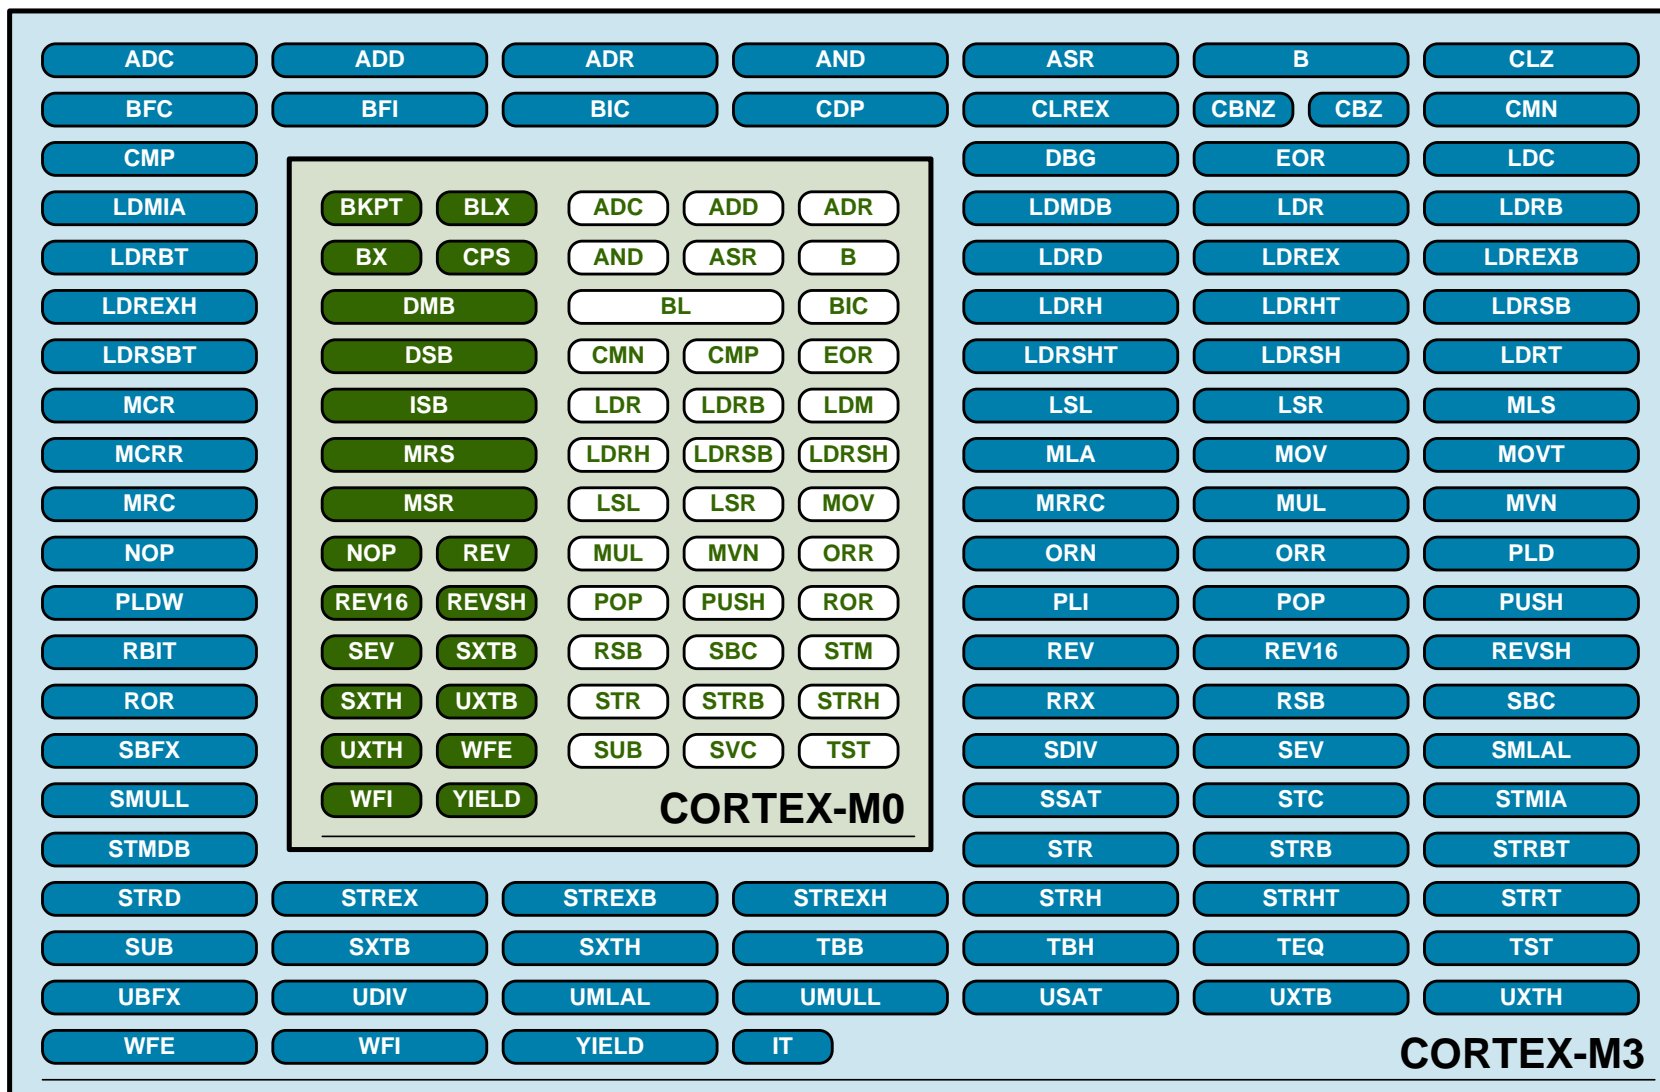 ADC ADD ADR AND ASR B CLZ
BFC BFI BIC CDP CLREX CBNZ CBZ CMN
CMP DBG EOR LDC
LDMIA BKPT BLX ADC ADD ADR LDMDB LDR LDRB
LDRBT BX CPS AND ASR B LDRD LDREX LDREXB
LDREXH DMB BL BIC LDRH LDRHT LDRSB
LDRSBT DSB CMN CMP EOR LDRSHT LDRSH LDRT
MCR ISB LDR LDRB LDM LSL LSR MLS
MCRR MRS LDRH LDRSB LDRSH MLA MOV MOVT
MRC MSR LSL LSR MOV MRRC MUL MVN
NOP NOP REV MUL MVN ORR ORN ORR PLD
PLDW REV16 REVSH POP PUSH ROR PLI POP PUSH
RBIT SEV SXTB RSB SBC STM REV REV16 REVSH
ROR SXTH UXTB STR STRB STRH RRX RSB SBC
SBFX UXTH WFE SUB SVC TST SDIV SEV SMLAL
SMULL WFI YIELD CORTEX-M0 SSAT STC STMIA
STMDB STR STRB STRBT
STRD STREX STREXB STREXH STRH STRHT STRT
SUB SXTB SXTH TBB TBH TEQ TST
UBFX UDIV UMLAL UMULL USAT UXTB UXTH
WFE WFI YIELD IT CORTEX-M3